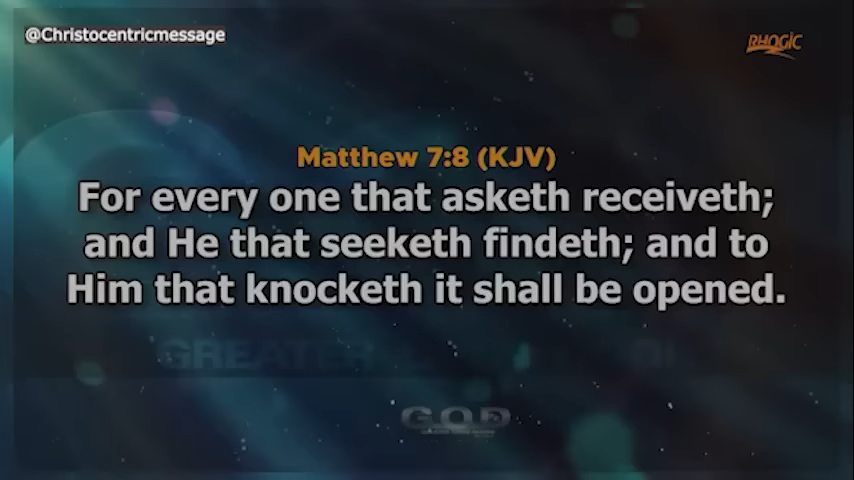 @Christocentricmessage
RHOGIC
Matthew 7:8 (KJV)
For every one that asketh receiveth;
and He that seeketh findeth; and to
Him that knocketh it shall be opened.
GREATER
G.O.D